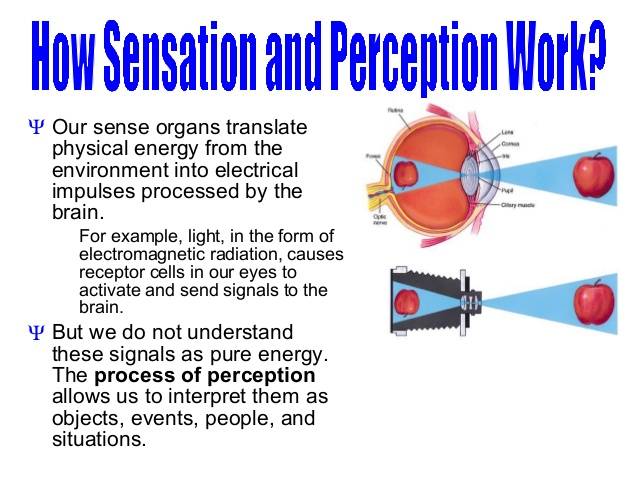 How Sensation and Perception Work?
Ψ Our sense organs translate
physical energy from the
environment into electrical
impulses processed by the
brain.
For example, light, in the form of
electromagnetic radiation, causes
receptor cells in our eyes to
activate and send signals to the
brain.
Ψ But we do not understand
these signals as pure energy.
The process of perception
allows us to interpret them as
objects, events, people, and
situations.
Retina
Lens
Cornea
Iris
Fovea
Pupil
Optic
nerve
Ciliary muscle